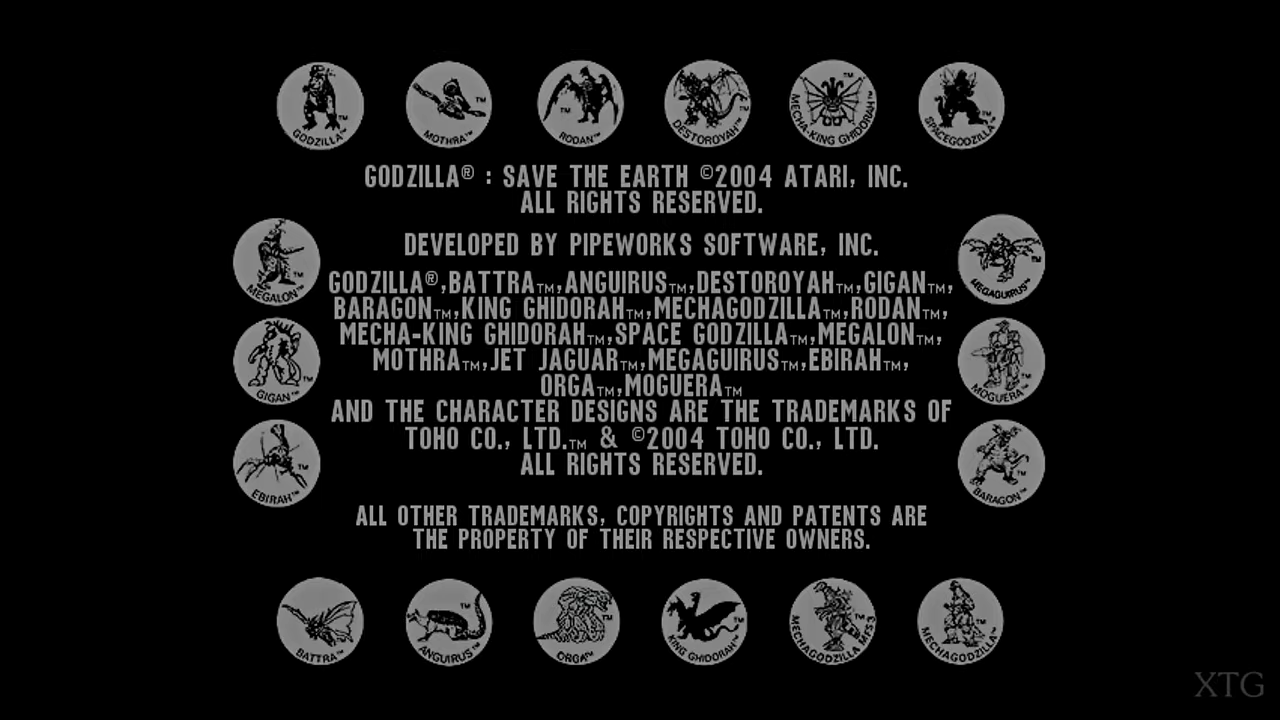 GODZILLA™
MOTHRA™
RODAN™
DESTOROYAH™
MECHA-KING GHIDORAH™
SPACEGODZILLA™
GODZILLA® : SAVE THE EARTH ©2004 ATARI, INC.
ALL RIGHTS RESERVED.
DEVELOPED BY PIPEWORKS SOFTWARE, INC.
MEGALON™
MEGAGUIRUS™
GODZILLA®,BATTRA™,ANGUIRUS™,DESTOROYAH™,GIGAN™,
BARAGON™,KING GHIDORAH™,MECHAGODZILLA™,RODAN™,
MECHA-KING GHIDORAH™,SPACE GODZILLA™,MEGALON™,
MOTHRA™,JET JAGUAR™,MEGAGUIRUS™,EBIRAH™,
ORGA™,MOGUERA™
GIGAN™
MOGUERA™
AND THE CHARACTER DESIGNS ARE THE TRADEMARKS OF
TOHO CO., LTD.™ & ©2004 TOHO CO., LTD.
ALL RIGHTS RESERVED.
EBIRAH™
BARAGON™
ALL OTHER TRADEMARKS, COPYRIGHTS AND PATENTS ARE
THE PROPERTY OF THEIR RESPECTIVE OWNERS.
BATTRA™
ANGUIRUS™
ORGA™
KING GHIDORAH™
MECHAGODZILLA MFS3
MECHAGODZILLA™
XTG